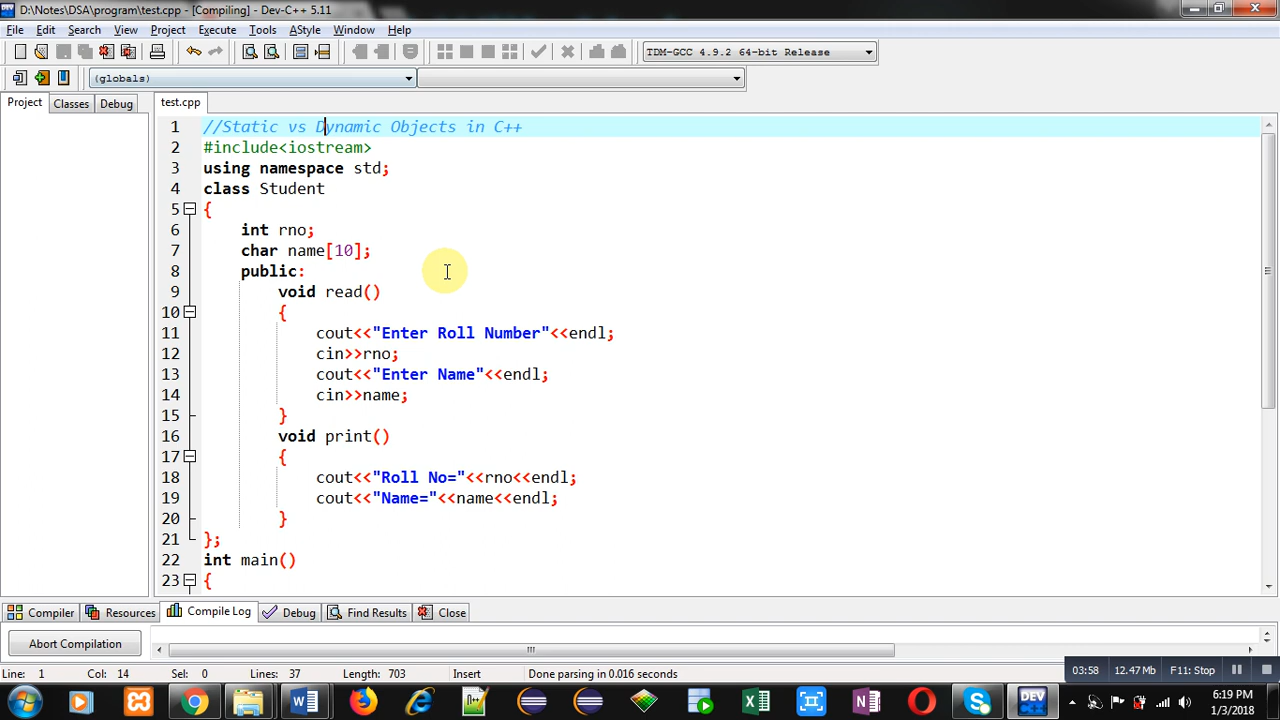 D:\Notes\DSA\program\test.cpp - [Compiling] - Dev-C++ 5.11
File Edit Search View Project Execute Tools AStyle Window Help
TDM-GCC 4.9.2 64-bit Release
(globals)
Project Classes Debug test.cpp
1 //Static vs Dynamic Objects in C++
2 #include<iostream>
3 using namespace std;
4 class Student
5 {
6 int rno;
7 char name[10];
8 public:
9 void read()
10 {
11 cout<<"Enter Roll Number"<<endl;
12 cin>>rno;
13 cout<<"Enter Name"<<endl;
14 cin>>name;
15 }
16 void print()
17 {
18 cout<<"Roll No="<<rno<<endl;
19 cout<<"Name="<<name<<endl;
20 }
21 };
22 int main()
23 {
Compiler Resources Compile Log Debug Find Results Close
Abort Compilation
Line: 1 Col: 14 Sel: 0 Lines: 37 Length: 703 Insert Done parsing in 0.016 seconds
03:58 12.47 Mb F11: Stop
6:19 PM
1/3/2018